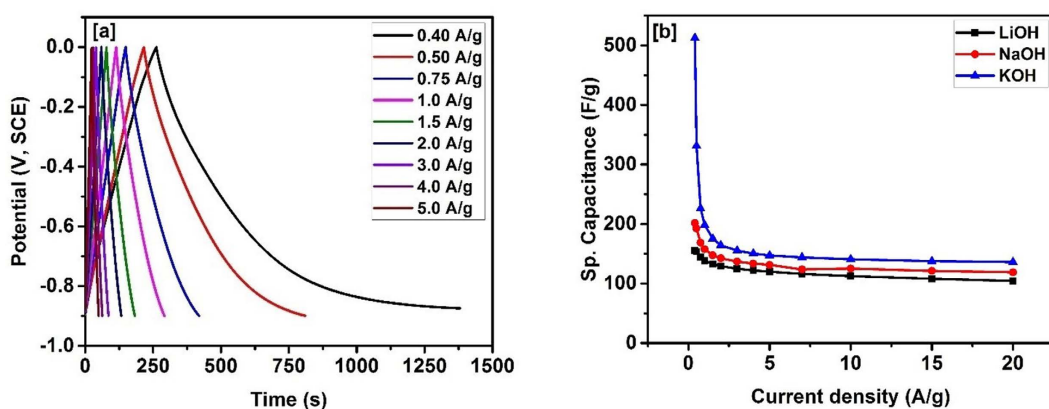 [a]
0.40 A/g
0.50 A/g
0.75 A/g
1.0 A/g
1.5 A/g
2.0 A/g
3.0 A/g
4.0 A/g
5.0 A/g
0.0
-0.2
-0.4
-0.6
-0.8
-1.0
Potential (V, SCE)
0 250 500 750 1000 1250 1500
Time (s)
[b]
LiOH
NaOH
KOH
500
400
300
200
100
0
Sp. Capacitance (F/g)
0 5 10 15 20
Current density (A/g)